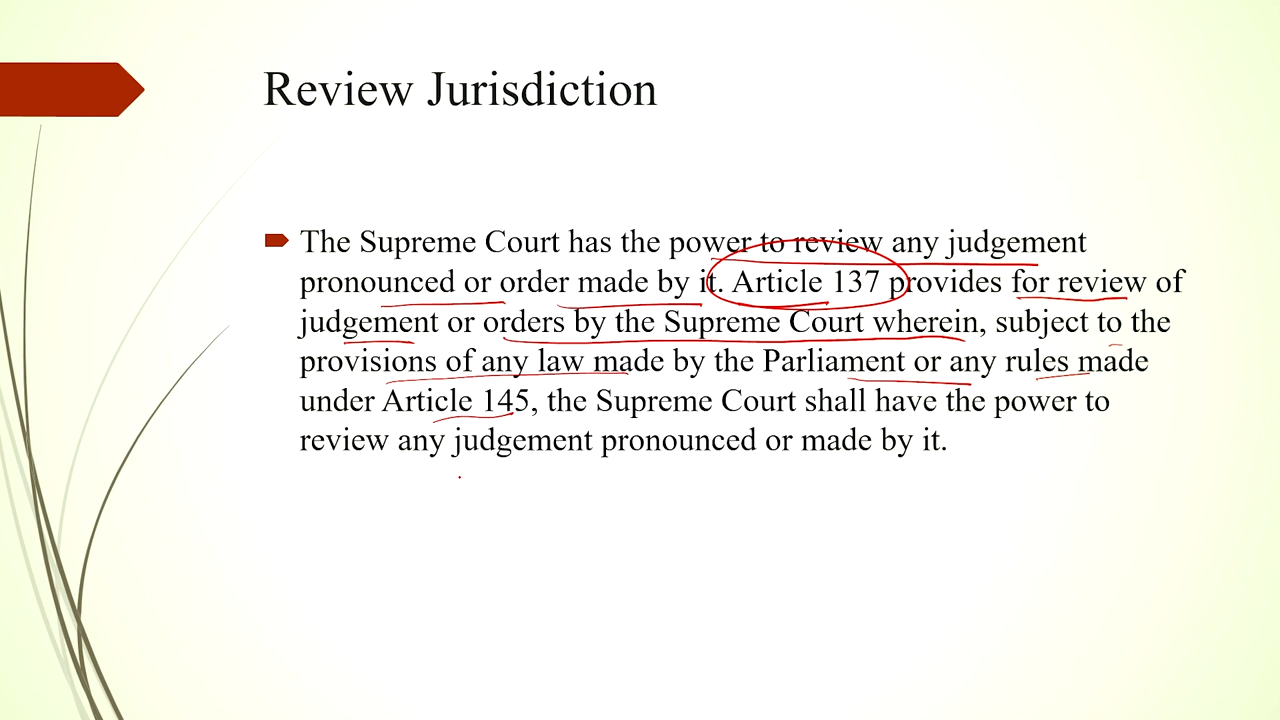 Review Jurisdiction
The Supreme Court has the power to review any judgement
pronounced or order made by it. Article 137 provides for review of
judgement or orders by the Supreme Court wherein, subject to the
provisions of any law made by the Parliament or any rules made
under Article 145, the Supreme Court shall have the power to
review any judgement pronounced or made by it.